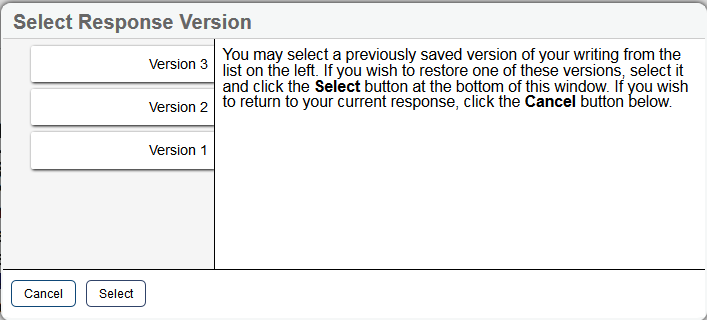 Select Response Version
Version 3
Version 2
Version 1
You may select a previously saved version of your writing from the
list on the left. If you wish to restore one of these versions, select it
and click the Select button at the bottom of this window. If you wish
to return to your current response, click the Cancel button below.
Cancel
Select